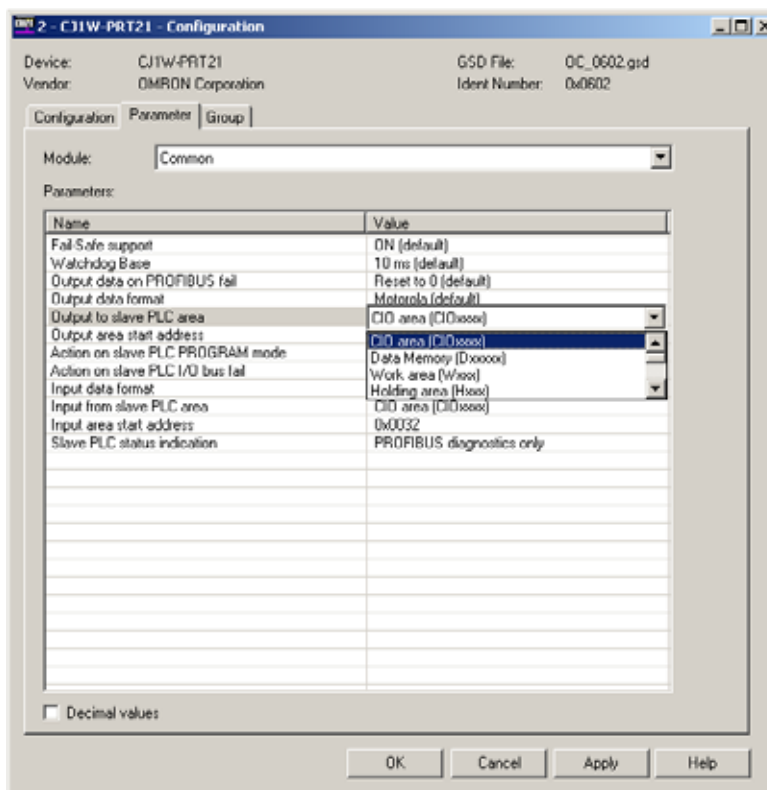 2 - CJ1W-PRT21 - Configuration
Device: CJ1W-PRT21 GSD File: OC_0602.gsd
Vendor: OMRON Corporation Ident Number: 0x0602
Configuration Parameter Group
Module: Common
Parameters:
Name Value
Fail-Safe support ON (default)
Watchdog Base 10 ms (default)
Output data on PROFIBUS fail Reset to 0 (default)
Output data format Motorola (default)
Output to slave PLC area CIO area (CIOxxxx)
Output area start address CIO area (CIOxxxx)
Action on slave PLC PROGRAM mode Data Memory (Dxxxxx)
Action on slave PLC I/O bus fail Work area (Wxxx)
Input data format Holding area (Hxxx)
Input from slave PLC area CIO area (CIOxxxx)
Input area start address 0x0032
Slave PLC status indication PROFIBUS diagnostics only
Decimal values
OK Cancel Apply Help